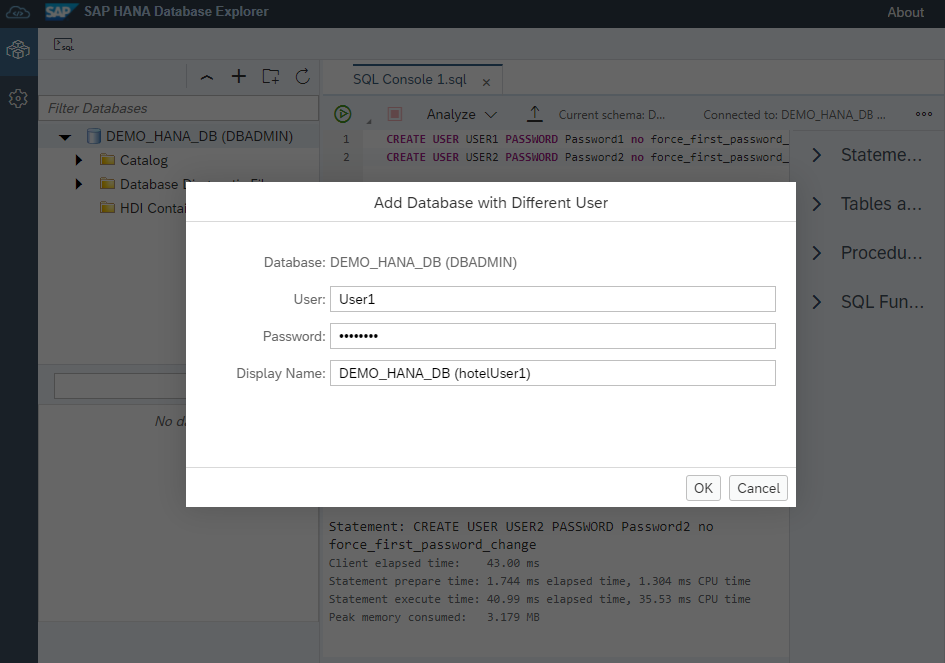 SAP SAP HANA Database Explorer About
SQL
SQL Console 1.sql ×
Filter Databases
Analyze Current schema: D... Connected to: DEMO_HANA_DB ...
DEMO_HANA_DB (DBADMIN)
1 CREATE USER USER1 PASSWORD Password1 no force_first_password_
2 CREATE USER USER2 PASSWORD Password2 no force_first_password_
Catalog
Database
HDI Contai
Stateme...
Tables a...
Procedu...
SQL Fun...
Add Database with Different User
Database: DEMO_HANA_DB (DBADMIN)
User: User1
Password: ••••••••
Display Name: DEMO_HANA_DB (hotelUser1)
No da
OK Cancel
Statement: CREATE USER USER2 PASSWORD Password2 no
force_first_password_change
Client elapsed time: 43.00 ms
Statement prepare time: 1.744 ms elapsed time, 1.304 ms CPU time
Statement execute time: 40.99 ms elapsed time, 35.53 ms CPU time
Peak memory consumed: 3.179 MB